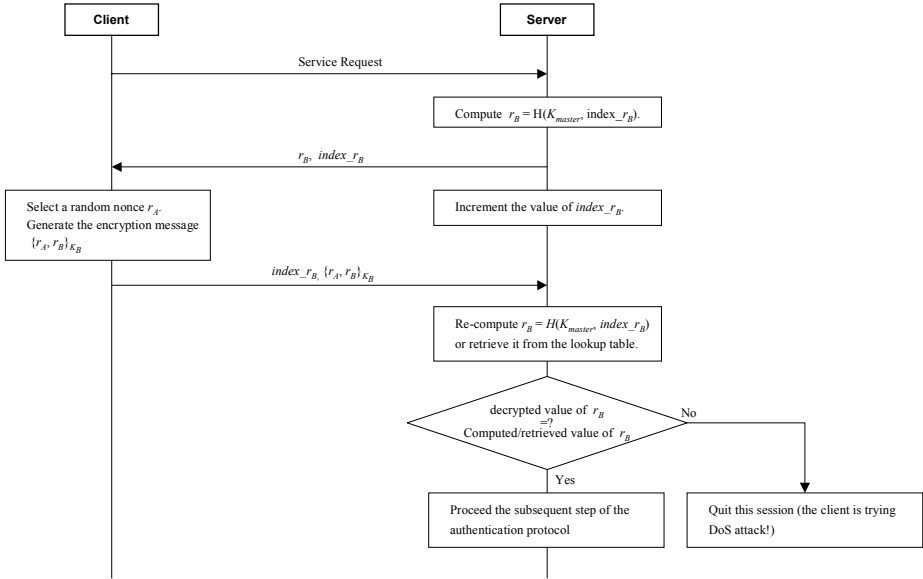 Client
Server
Service Request
Compute r_B = H(K_master, index_r_B).
r_B, index_r_B
Select a random nonce r_A.
Generate the encryption message
{r_A, r_B}_K_B
Increment the value of index_r_B.
index_r_B, {r_A, r_B}_K_B
Re-compute r_B = H(K_master, index_r_B)
or retrieve it from the lookup table.
decrypted value of r_B
=?
Computed/retrieved value of r_B
No
Yes
Proceed the subsequent step of the
authentication protocol
Quit this session (the client is trying
DoS attack!)